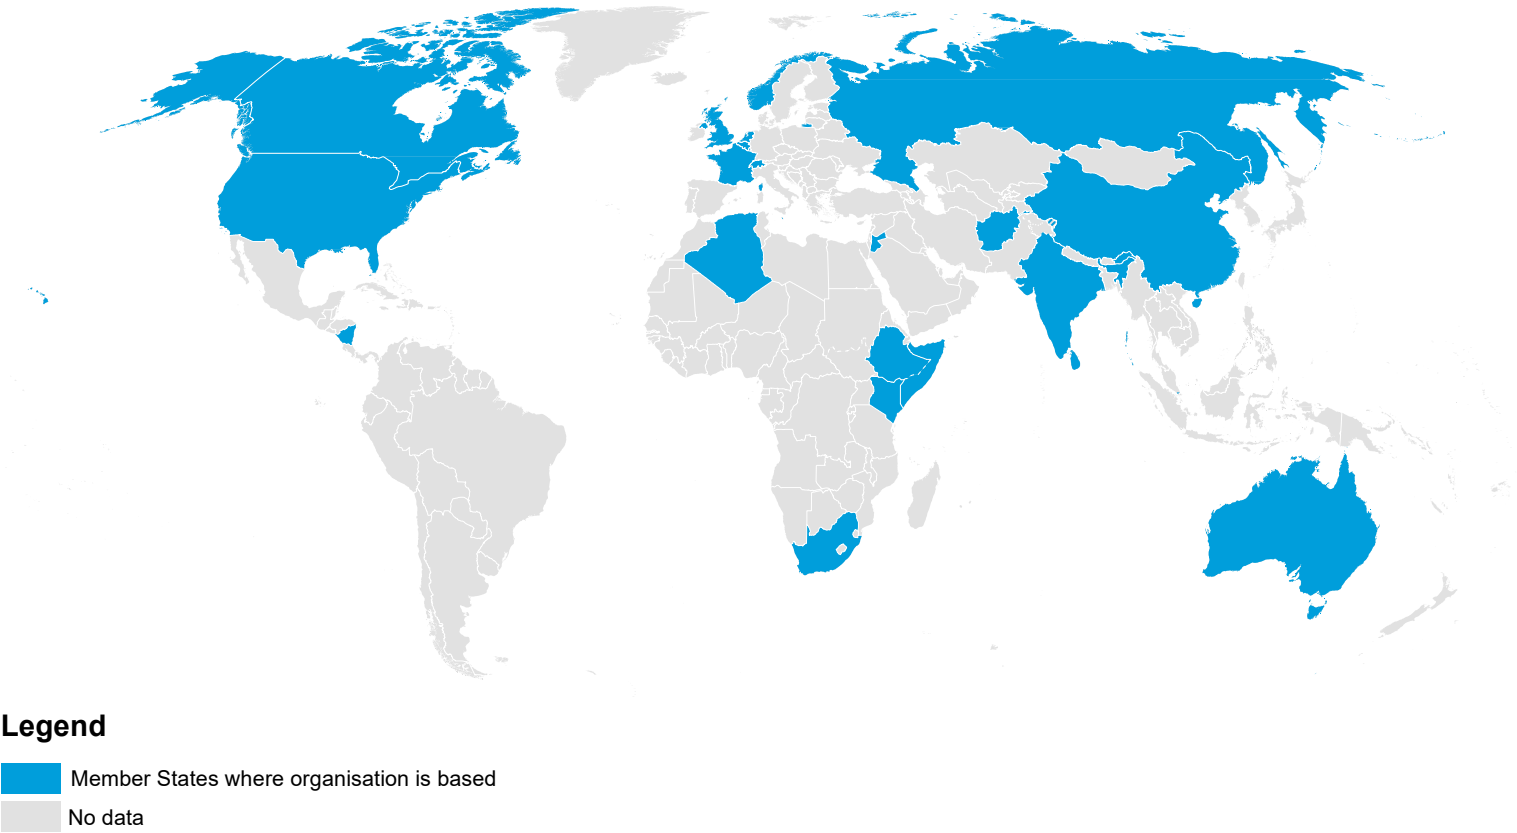 Legend
Member States where organisation is based
No data